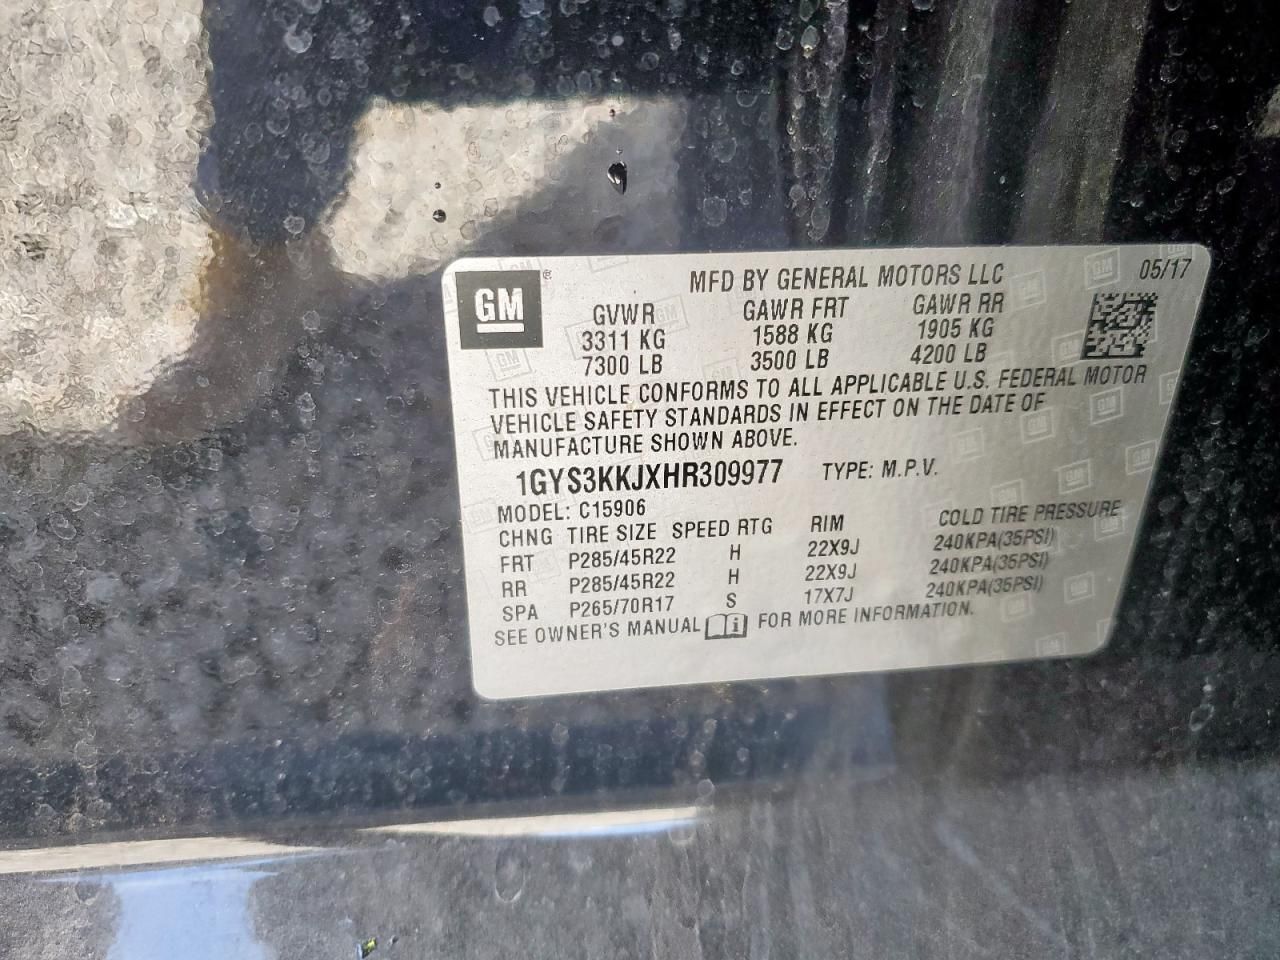 GM ® MFD BY GENERAL MOTORS LLC 05/17
GVWR GAWR FRT GAWR RR
3311 KG 1588 KG 1905 KG
7300 LB 3500 LB 4200 LB
THIS VEHICLE CONFORMS TO ALL APPLICABLE U.S. FEDERAL MOTOR
VEHICLE SAFETY STANDARDS IN EFFECT ON THE DATE OF
MANUFACTURE SHOWN ABOVE.
1GYS3KKJXHR309977 TYPE: M.P.V.
MODEL: C15906
CHNG TIRE SIZE SPEED RTG RIM COLD TIRE PRESSURE
FRT P285/45R22 H 22X9J 240KPA(35PSI)
RR P285/45R22 H 22X9J 240KPA(35PSI)
SPA P265/70R17 S 17X7J 240KPA(35PSI)
SEE OWNER'S MANUAL FOR MORE INFORMATION.